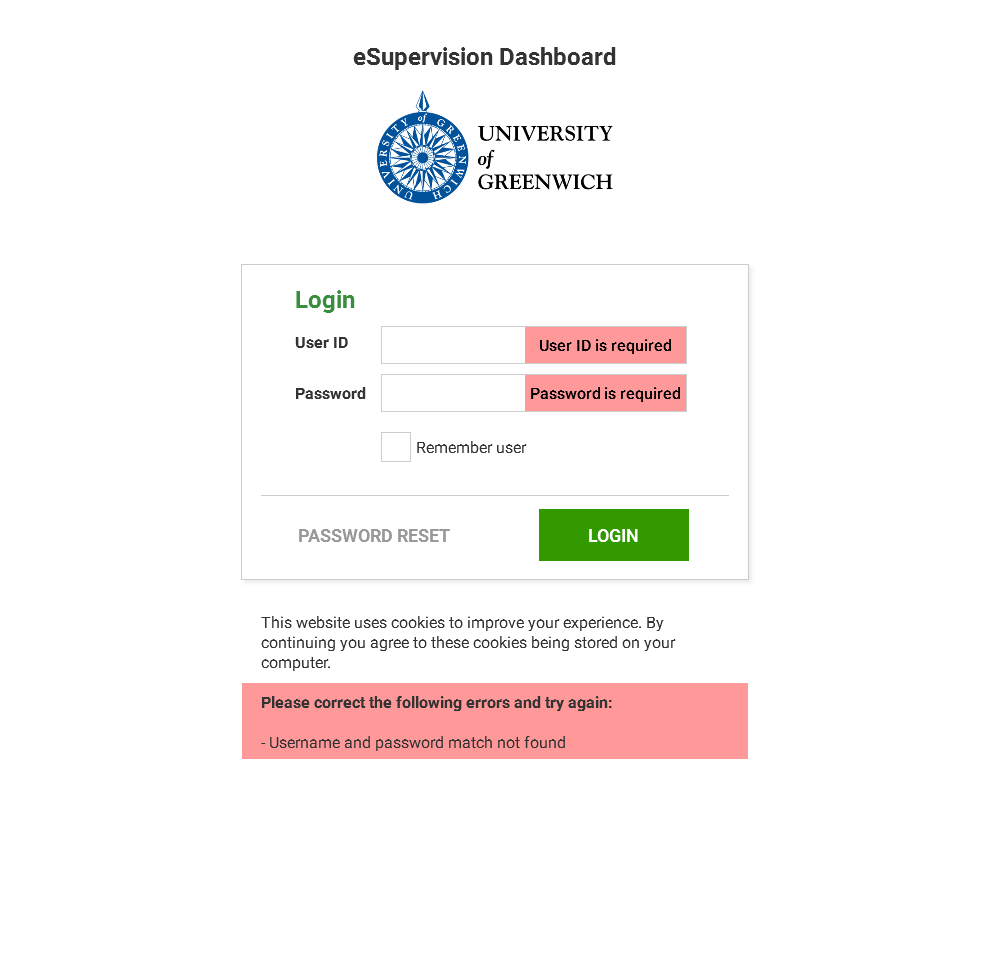 eSupervision Dashboard
UNIVERSITY OF GREENWICH
UNIVERSITY
of
GREENWICH
Login
User ID
User ID is required
Password
Password is required
Remember user
PASSWORD RESET
LOGIN
This website uses cookies to improve your experience. By
continuing you agree to these cookies being stored on your
computer.
Please correct the following errors and try again:
- Username and password match not found